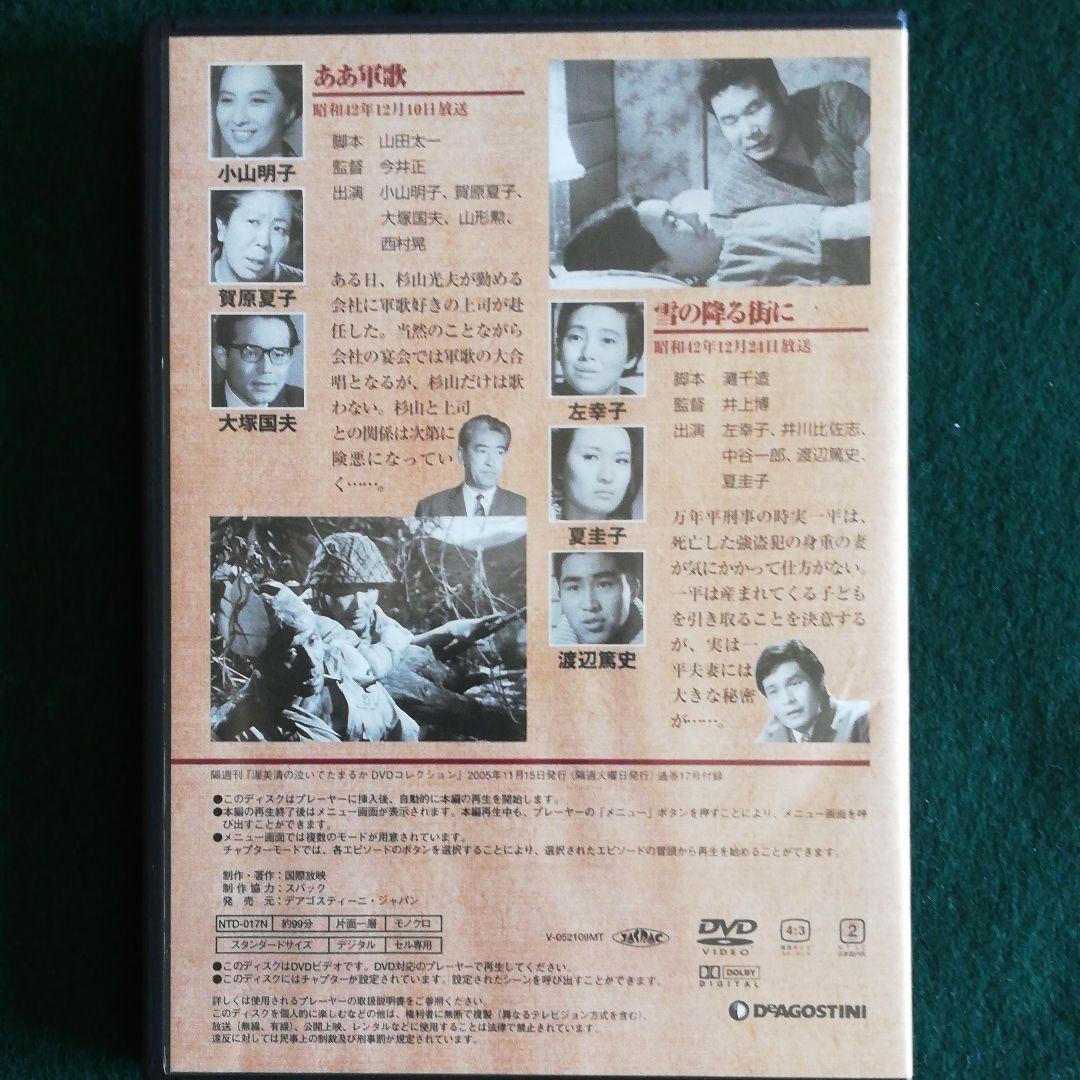 ああ軍歌
昭和42年12月10日放送
脚本 山田太一
監督 今井正
出演 小山明子、賀原夏子、
大塚国夫、山形勲、
西村晃
小山明子
賀原夏子
大塚国夫
ある日、杉山光夫が勤める
会社に軍歌好きの上司が赴
任した。当然のことながら
会社の宴会では軍歌の大合
唱となるが、杉山だけは歌
わない。杉山と上司
との関係は次第に
険悪になってい
く……。
雪の降る街に
昭和42年12月24日放送
脚本 灘千造
監督 井上博
出演 左幸子、井川比佐志、
中谷一郎、渡辺篤史、
夏圭子
左幸子
夏圭子
渡辺篤史
万年平刑事の時実一平は、
死亡した強盗犯の身重の妻
が気にかかって仕方がない。
一平は産まれてくる子ども
を引き取ることを決意する
が、実は一
平夫妻には
大きな秘密
が……。
隔週刊『渥美清の泣いてたまるか DVDコレクション』2005年11月15日発行（隔週火曜日発行）通巻17号付録
●このディスクはプレーヤーに挿入後、自動的に本編の再生を開始します。
●本編の再生終了後はメニュー画面が表示されます。本編再生中も、プレーヤーの「メニュー」ボタンを押すことにより、メニュー画面を呼
び出すことができます。
●メニュー画面では複数のモードが用意されています。
チャプターモードでは、各エピソードのボタンを選択することにより、選択されたエピソードの冒頭から再生を始めることができます。
制作・著作：国際放映
制作協力：スパック
発売元：デアゴスティーニ・ジャパン
NTD-017N 約99分 片面一層 モノクロ
スタンダードサイズ デジタル セル専用
V-052109MT
JASRAC
DVD
VIDEO
4:3
2
DOLBY
DIGITAL
●このディスクはDVDビデオです。DVD対応のプレーヤーで再生してください。
●このディスクにはチャプターが設定されています。設定されたシーンを呼び出すことができます。
詳しくは使用されるプレーヤーの取扱説明書をご参照ください。
このディスクを個人的に楽しむなどの他は、権利者に無断で複製（異なるテレビジョン方式を含む）、
放送（無線、有線）、公開上映、レンタルなどに使用することは法律で禁止されています。
違反に対しては民事上の制裁及び刑事罰が規定されています。
DEAGOSTINI